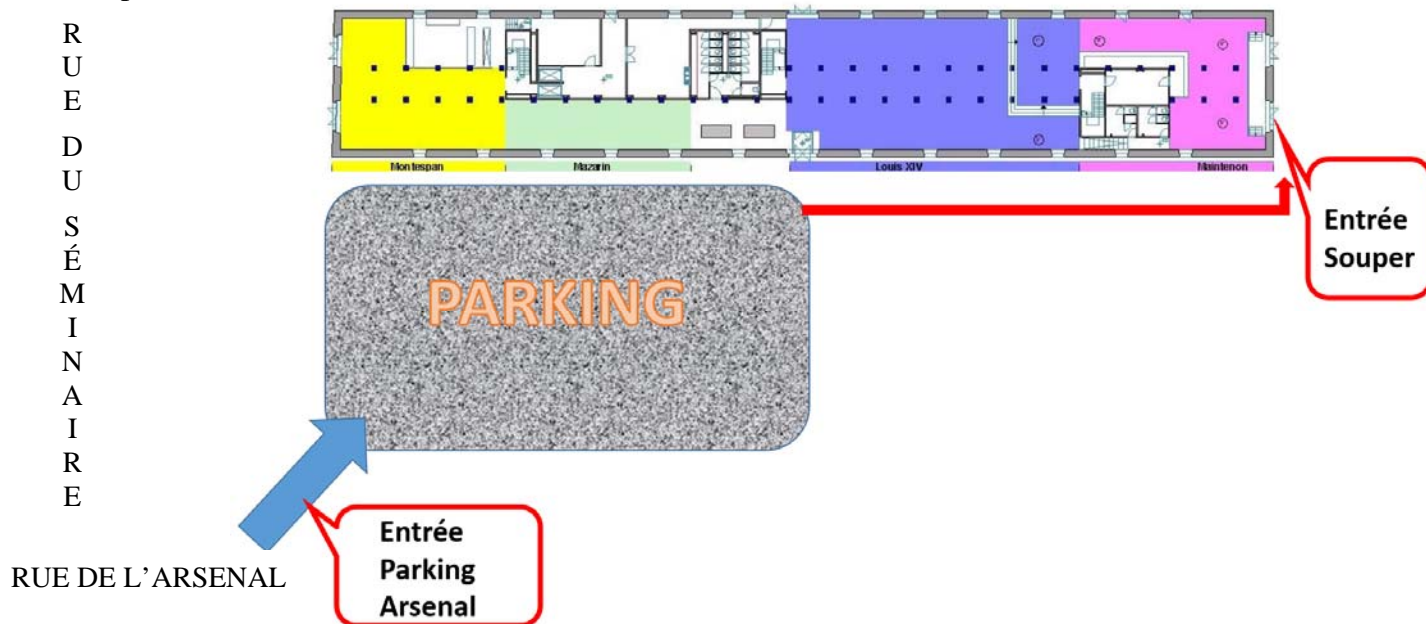 RUE DU SÉMINAIRE
Montespan
Mazarin
Louis XIV
Maintenon
Entrée
Souper
PARKING
Entrée
Parking
Arsenal
RUE DE L’ARSENAL